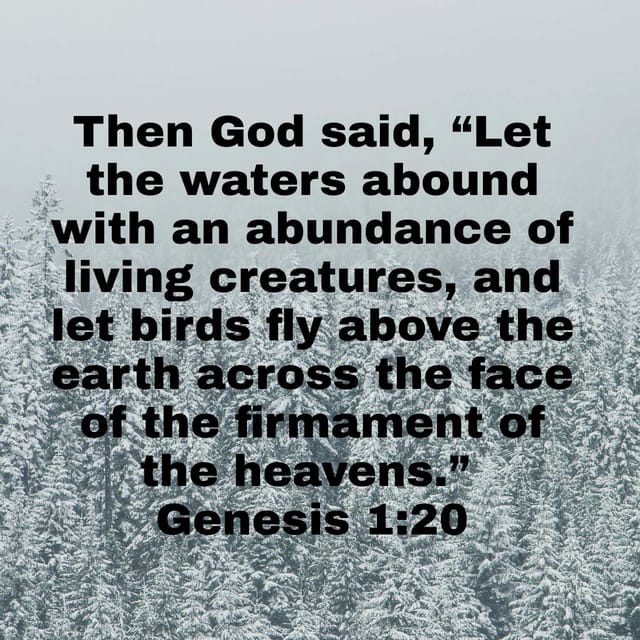 Then God said, “Let
the waters abound
with an abundance of
living creatures, and
let birds fly above the
earth across the face
of the firmament of
the heavens.”
Genesis 1:20